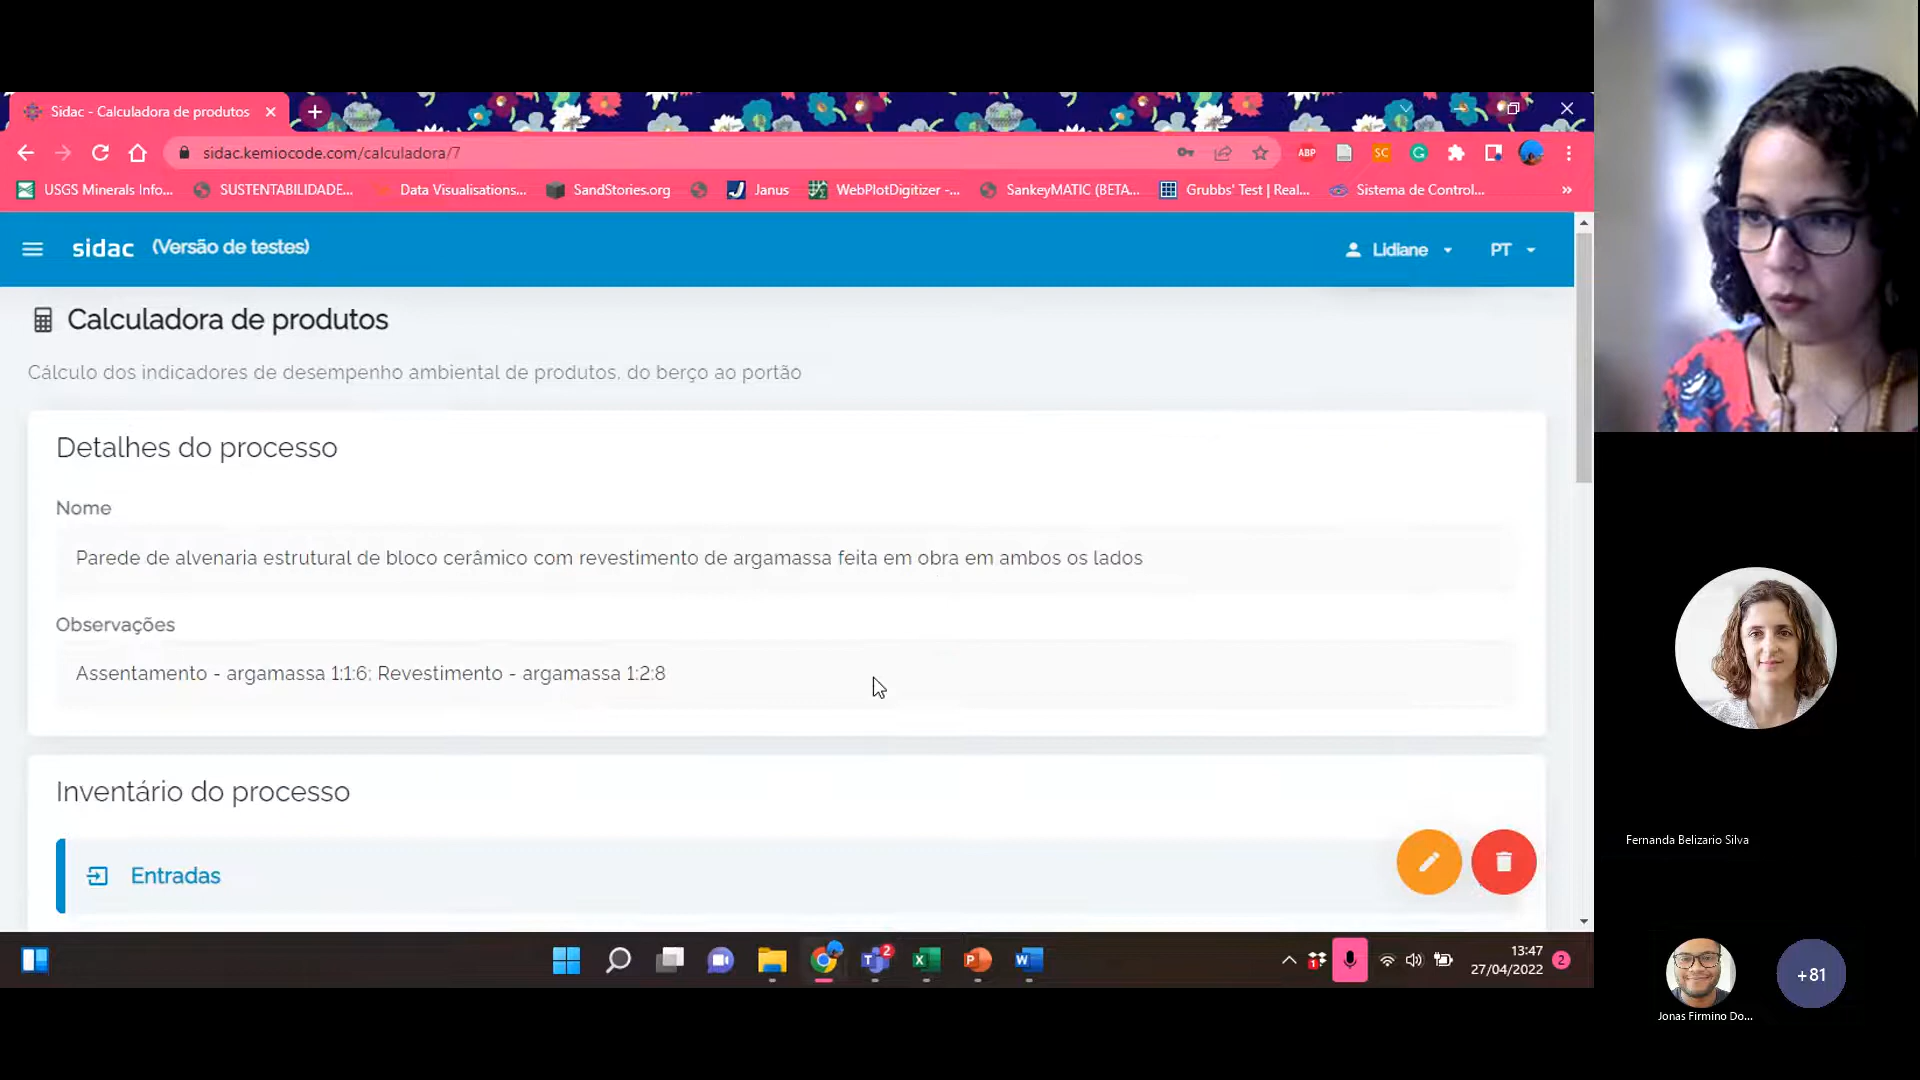 Sidac - Calculadora de produtos
sidac.kemiocode.com/calculadora/7
ABP
SC
USGS Minerals Info...
SUSTENTABILIDADE...
Data Visualisations...
SandStories.org
Janus
WebPlotDigitizer -...
SankeyMATIC (BETA...
Grubbs' Test | Real...
Sistema de Control...
sidac (Versão de testes)
Lidiane
PT
Calculadora de produtos
Cálculo dos indicadores de desempenho ambiental de produtos, do berço ao portão
Detalhes do processo
Nome
Parede de alvenaria estrutural de bloco cerâmico com revestimento de argamassa feita em obra em ambos os lados
Observações
Assentamento - argamassa 1:1:6; Revestimento - argamassa 1:2:8
Inventário do processo
Entradas
Fernanda Belizario Silva
2
1
13:47
27/04/2022
2
+81
Jonas Firmino Do...